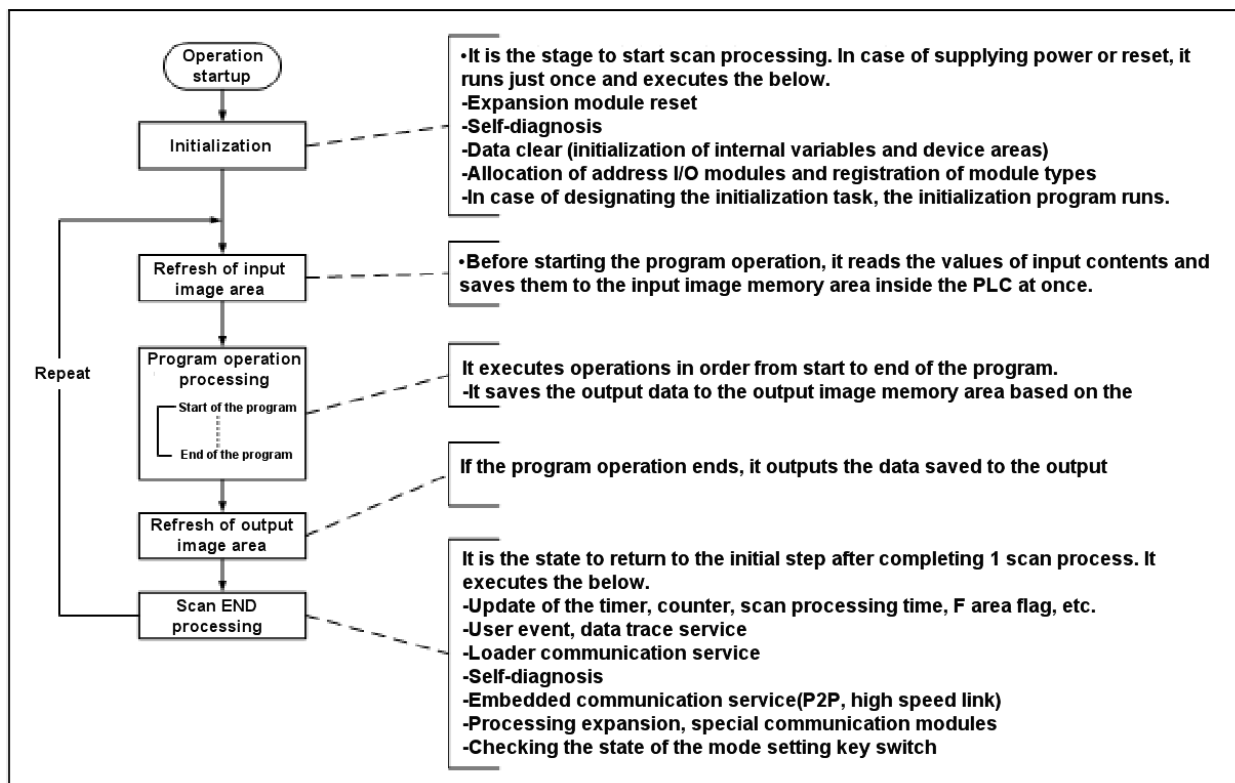 Operation
startup
•It is the stage to start scan processing. In case of supplying power or reset, it
runs just once and executes the below.
-Expansion module reset
-Self-diagnosis
-Data clear (initialization of internal variables and device areas)
-Allocation of address I/O modules and registration of module types
-In case of designating the initialization task, the initialization program runs.
Initialization
Refresh of input
image area
•Before starting the program operation, it reads the values of input contents and
saves them to the input image memory area inside the PLC at once.
Repeat
Program operation
processing
Start of the program
End of the program
It executes operations in order from start to end of the program.
-It saves the output data to the output image memory area based on the
If the program operation ends, it outputs the data saved to the output
Refresh of output
image area
It is the state to return to the initial step after completing 1 scan process. It
executes the below.
-Update of the timer, counter, scan processing time, F area flag, etc.
-User event, data trace service
-Loader communication service
-Self-diagnosis
-Embedded communication service(P2P, high speed link)
-Processing expansion, special communication modules
-Checking the state of the mode setting key switch
Scan END
processing